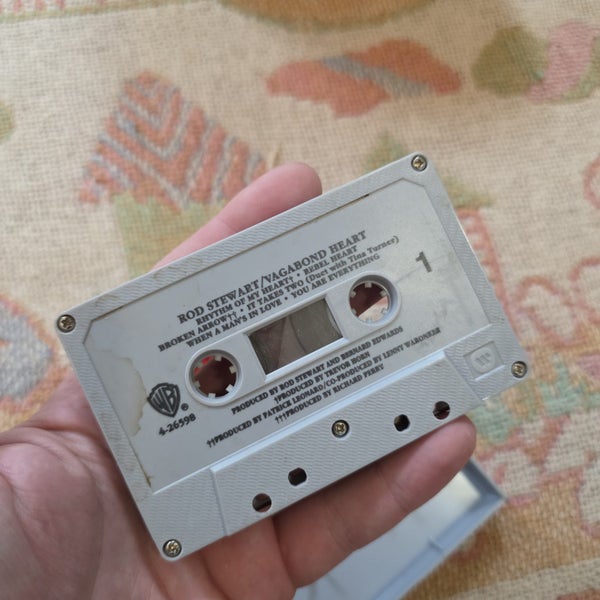 ROD STEWART/VAGABOND HEART
RHYTHM OF MY HEART† • REBEL HEART
BROKEN ARROW†† • IT TAKES TWO (Duet with Tina Turner)
WHEN A MAN'S IN LOVE • YOU ARE EVERYTHING
1
WB®
4-26598
PRODUCED BY ROD STEWART AND BERNARD EDWARDS
†PRODUCED BY TREVOR HORN
††PRODUCED BY PATRICK LEONARD/CO-PRODUCED BY LENNY WARONKER
†††PRODUCED BY RICHARD PERRY